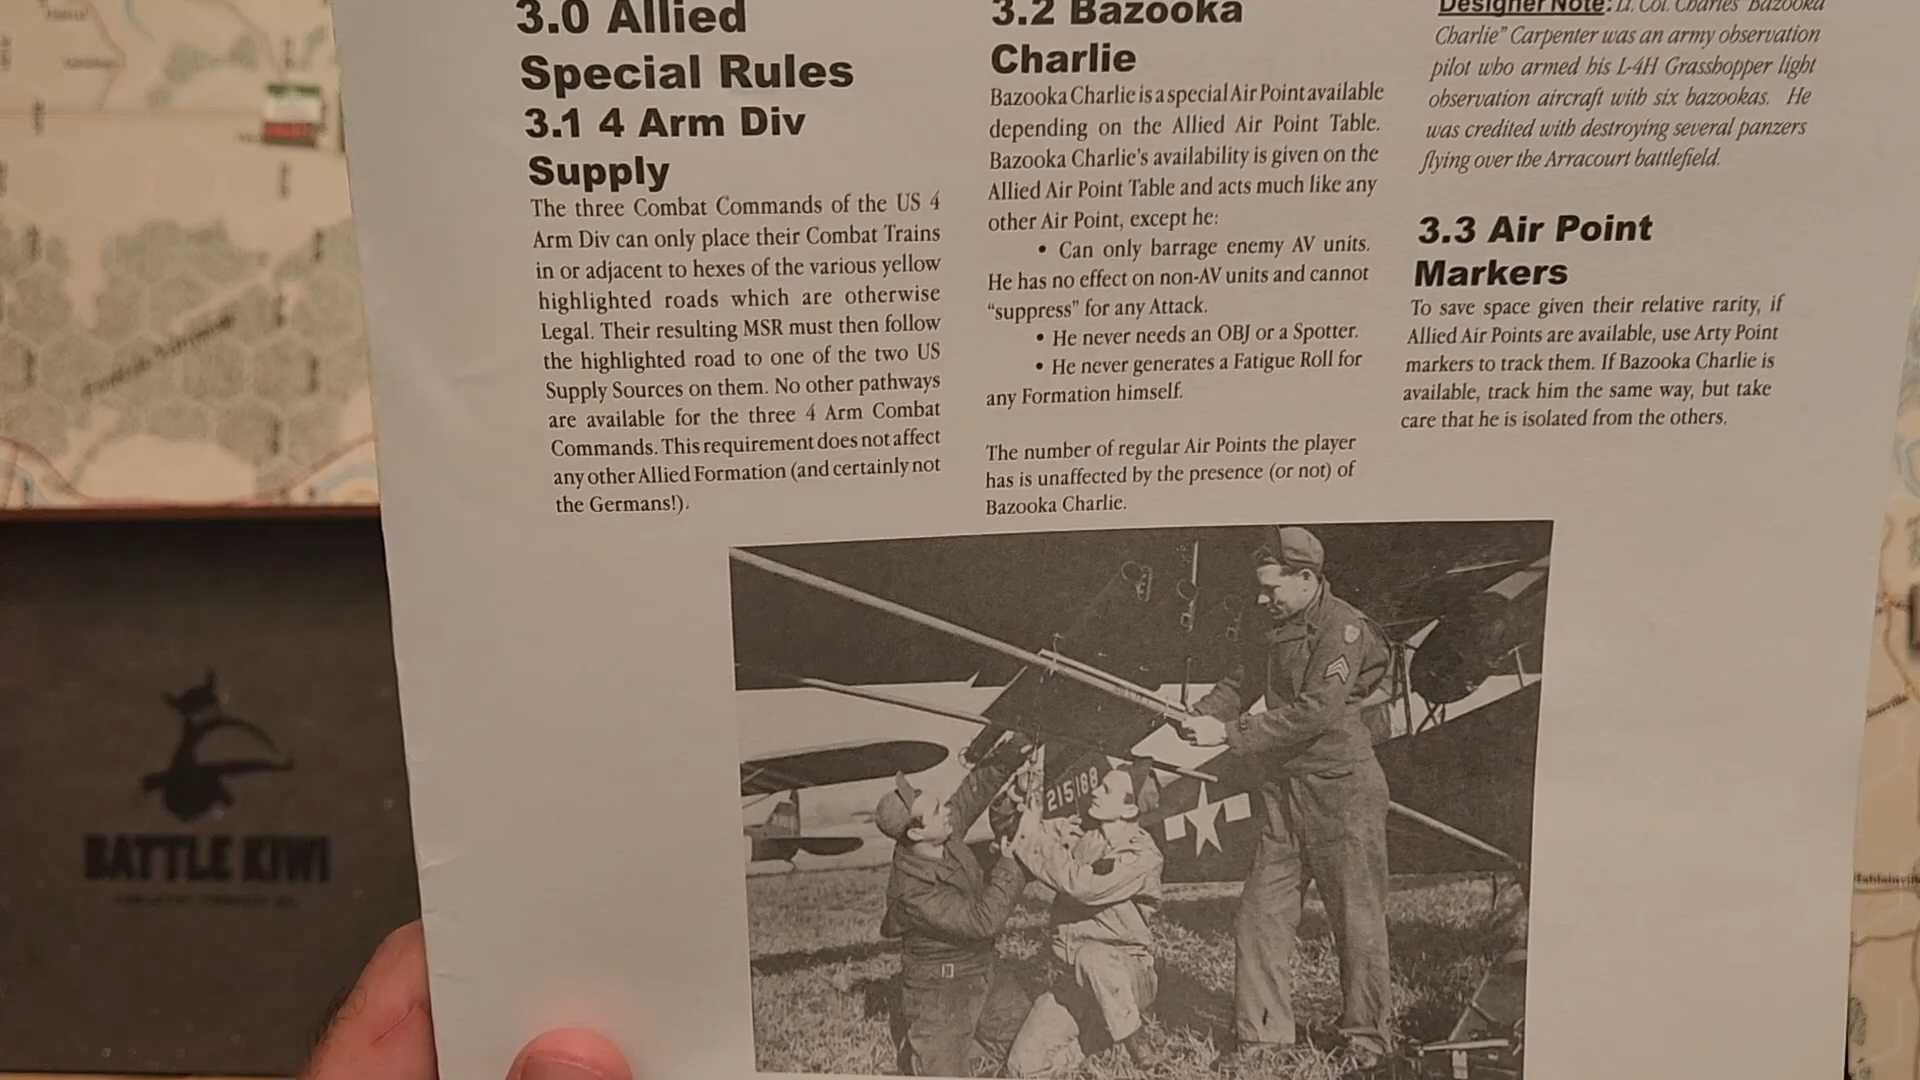 3.0 Allied
Special Rules
3.1 4 Arm Div
Supply
The three Combat Commands of the US 4
Arm Div can only place their Combat Trains
in or adjacent to hexes of the various yellow
highlighted roads which are otherwise
Legal. Their resulting MSR must then follow
the highlighted road to one of the two US
Supply Sources on them. No other pathways
are available for the three 4 Arm Combat
Commands. This requirement does not affect
any other Allied Formation (and certainly not
the Germans!).
3.2 Bazooka
Charlie
Bazooka Charlie is a special Air Point available
depending on the Allied Air Point Table.
Bazooka Charlie's availability is given on the
Allied Air Point Table and acts much like any
other Air Point, except he:
• Can only barrage enemy AV units.
He has no effect on non-AV units and cannot
“suppress” for any Attack.
• He never needs an OBJ or a Spotter.
• He never generates a Fatigue Roll for
any Formation himself.
The number of regular Air Points the player
has is unaffected by the presence (or not) of
Bazooka Charlie.
Designer Note: Lt. Col. Charles “Bazooka
Charlie” Carpenter was an army observation
pilot who armed his L-4H Grasshopper light
observation aircraft with six bazookas. He
was credited with destroying several panzers
flying over the Arracourt battlefield.
3.3 Air Point
Markers
To save space given their relative rarity, if
Allied Air Points are available, use Arty Point
markers to track them. If Bazooka Charlie is
available, track him the same way, but take
care that he is isolated from the others.
215188
BATTLE KIWI